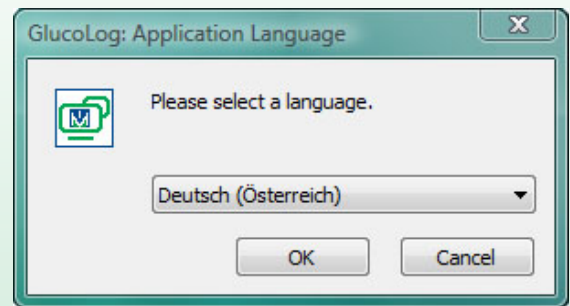 GlucoLog: Application Language
Please select a language.
Deutsch (Österreich)
OK
Cancel